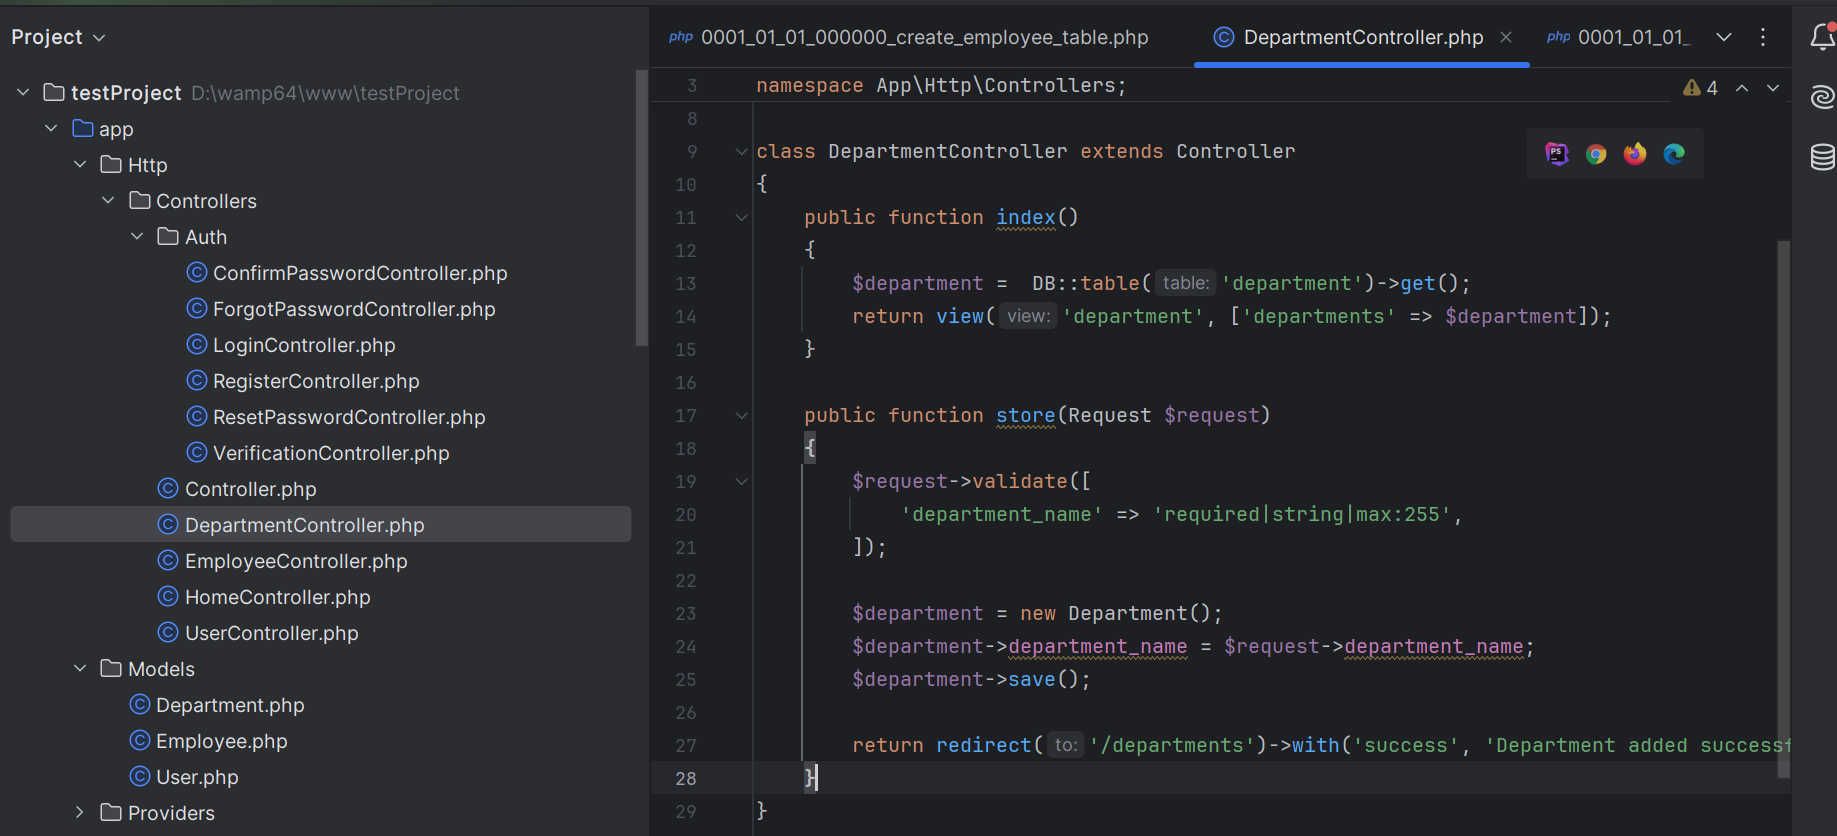 Project
testProject D:\wamp64\www\testProject
app
Http
Controllers
Auth
ConfirmPasswordController.php
ForgotPasswordController.php
LoginController.php
RegisterController.php
ResetPasswordController.php
VerificationController.php
Controller.php
DepartmentController.php
EmployeeController.php
HomeController.php
UserController.php
Models
Department.php
Employee.php
User.php
Providers
php 0001_01_01_000000_create_employee_table.php DepartmentController.php php 0001_01_01_
3 namespace App\Http\Controllers; 4
8
9 class DepartmentController extends Controller
10 {
11 public function index()
12 {
13 $department = DB::table( table: 'department')->get();
14 return view( view: 'department', ['departments' => $department]);
15 }
16
17 public function store(Request $request)
18 {
19 $request->validate([
20 'department_name' => 'required|string|max:255',
21 ]);
22
23 $department = new Department();
24 $department->department_name = $request->department_name;
25 $department->save();
26
27 return redirect( to: '/departments')->with('success', 'Department added success
28 }
29 }